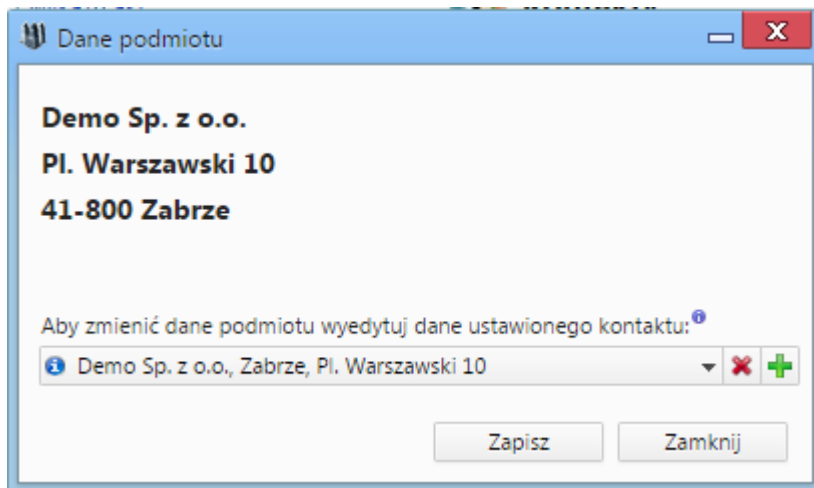 Dane podmiotu
Demo Sp. z o.o.
Pl. Warszawski 10
41-800 Zabrze
Aby zmienić dane podmiotu wyedytuj dane ustawionego kontaktu:
Demo Sp. z o.o., Zabrze, Pl. Warszawski 10
Zapisz Zamknij